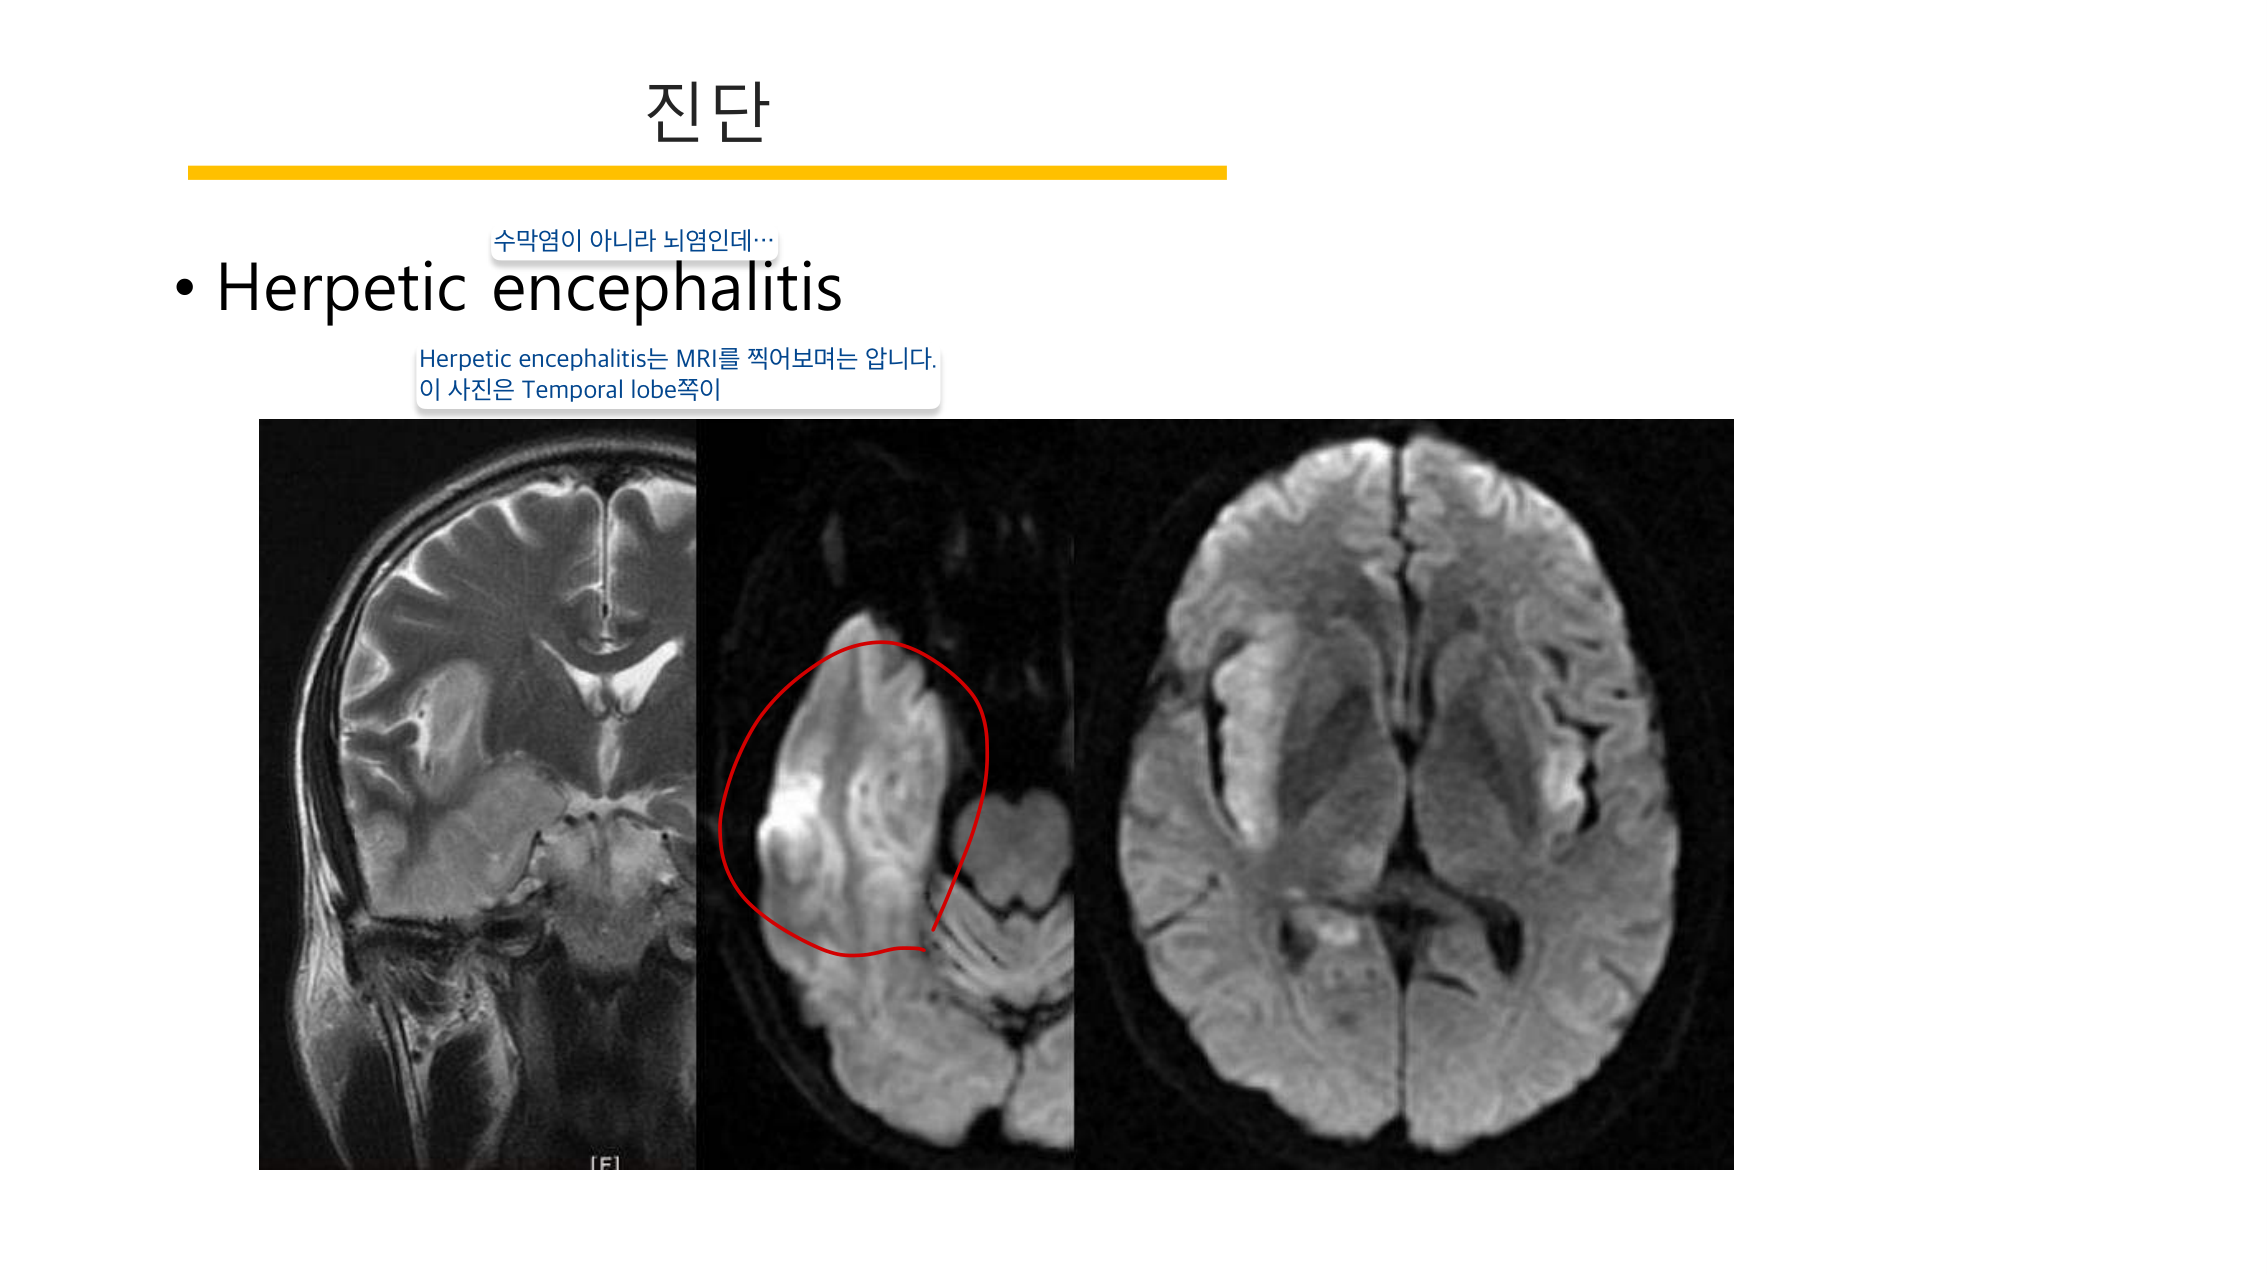 진단
수막염이 아니라 뇌염인데…
• Herpetic encephalitis
Herpetic encephalitis는 MRI를 찍어보며는 압니다.
이 사진은 Temporal lobe쪽이
[F]